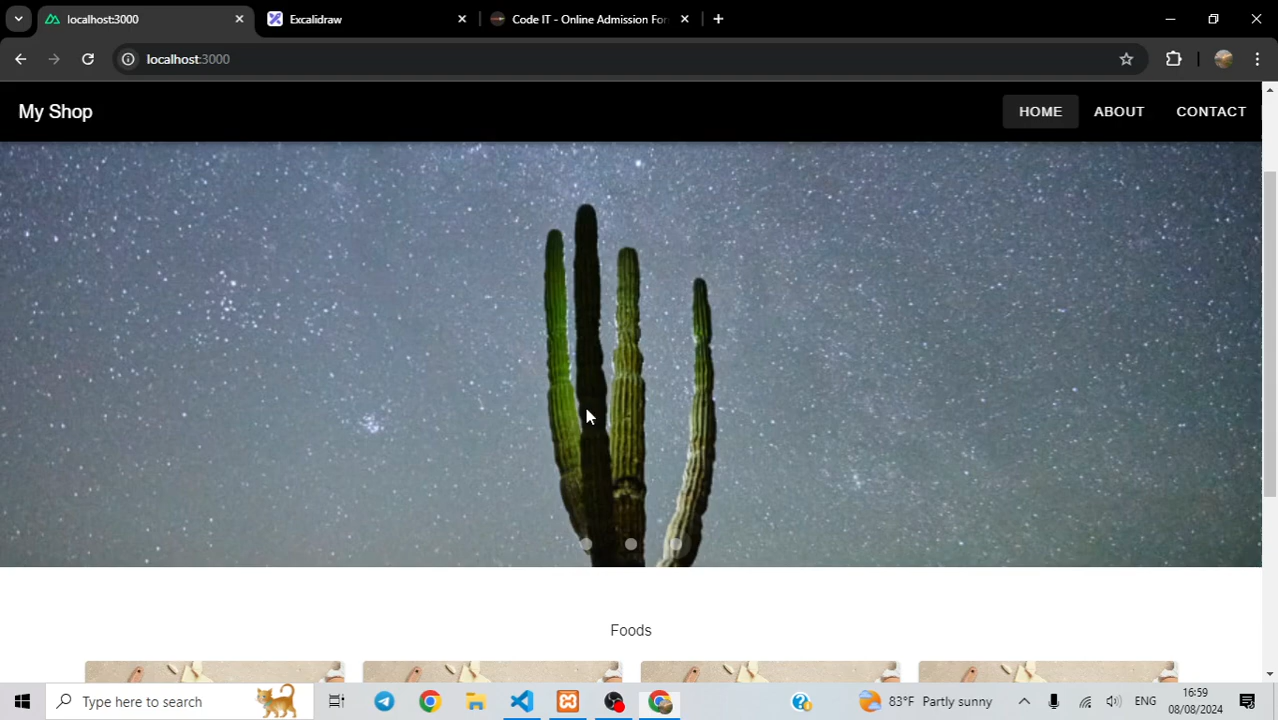 localhost:3000
Excalidraw
Code IT - Online Admission For
localhost:3000
My Shop
HOME ABOUT CONTACT
Foods
Type here to search
83°F Partly sunny
ENG
16:59
08/08/2024